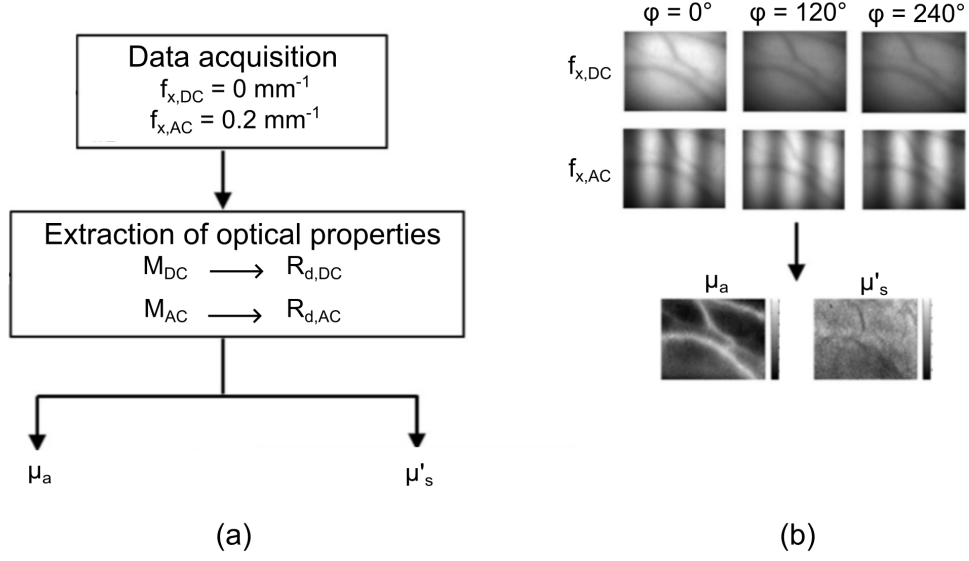 Data acquisition
fx,DC = 0 mm-1
fx,AC = 0.2 mm-1
Extraction of optical properties
MDC ⟶ Rd,DC
MAC ⟶ Rd,AC
μa
μ's
(a)
φ = 0° φ = 120° φ = 240°
fx,DC
fx,AC
μa μ's
(b)